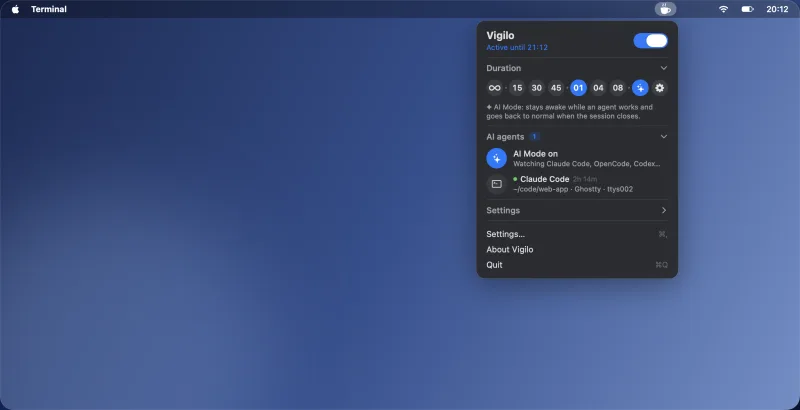 Terminal
20:12
Vigilo
Active until 21:12
Duration
∞ · 15 30 45 · 01 04 08 ·
AI Mode: stays awake while an agent works and
goes back to normal when the session closes.
AI agents 1
AI Mode on
Watching Claude Code, OpenCode, Codex...
Claude Code 2h 14m
~/code/web-app · Ghostty · ttys002
Settings
Settings... ⌘,
About Vigilo
Quit ⌘Q